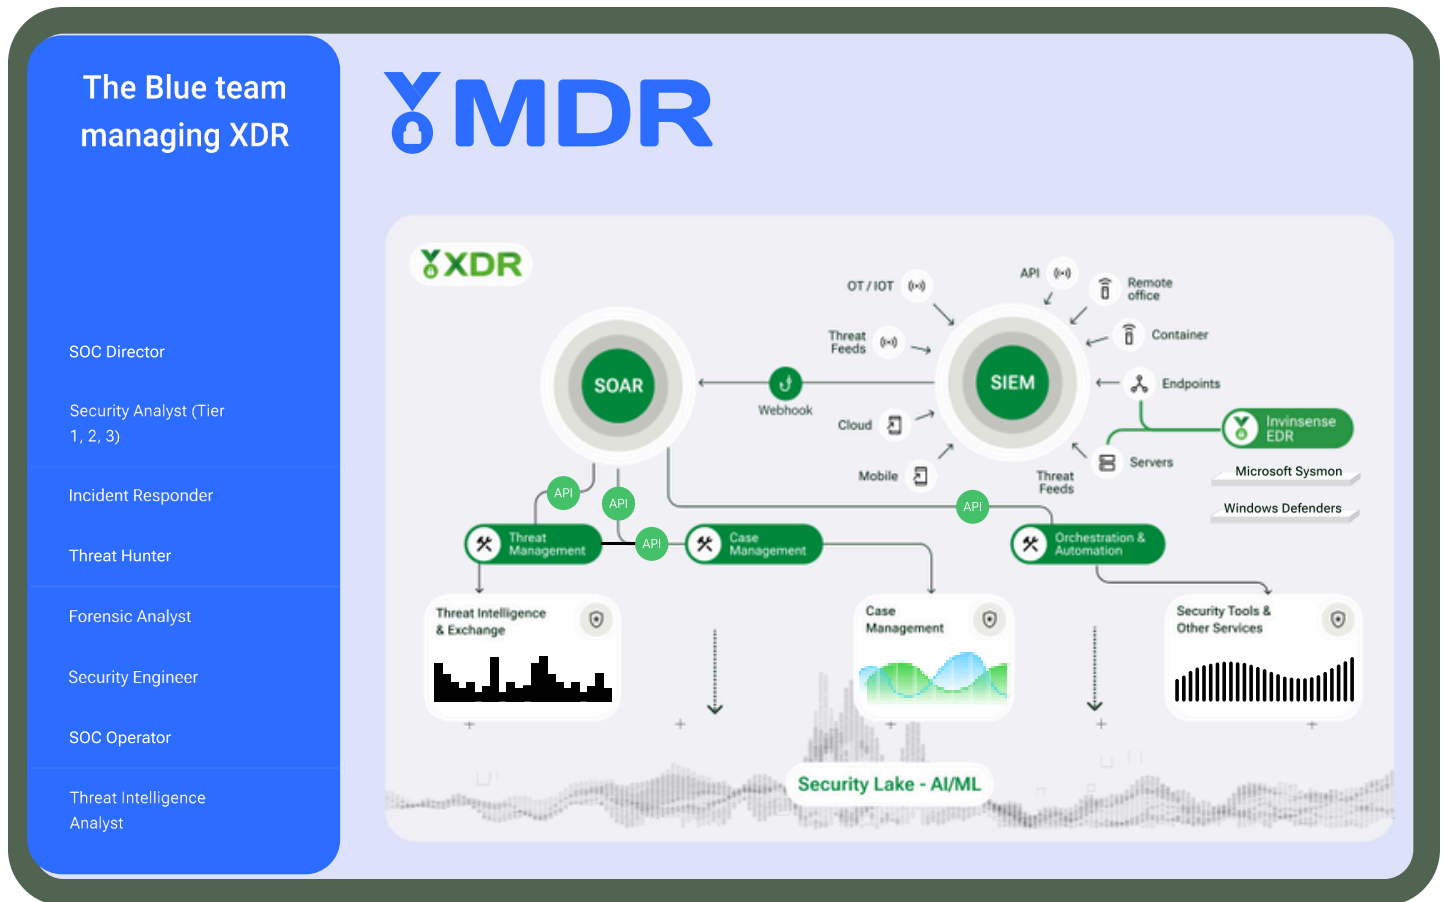 The Blue team
managing XDR
SOC Director
Security Analyst (Tier
1, 2, 3)
Incident Responder
Threat Hunter
Forensic Analyst
Security Engineer
SOC Operator
Threat Intelligence
Analyst
MDR
XDR
OT / IOT
API
Remote
office
Threat
Feeds
Container
SOAR
SIEM
Webhook
Endpoints
Cloud
Invinsense
EDR
Mobile
Threat
Feeds
Servers
Microsoft Sysmon
Windows Defenders
API
API
API
API
Threat
Management
Case
Management
Orchestration &
Automation
Threat Intelligence
& Exchange
Case
Management
Security Tools &
Other Services
Security Lake - AI/ML